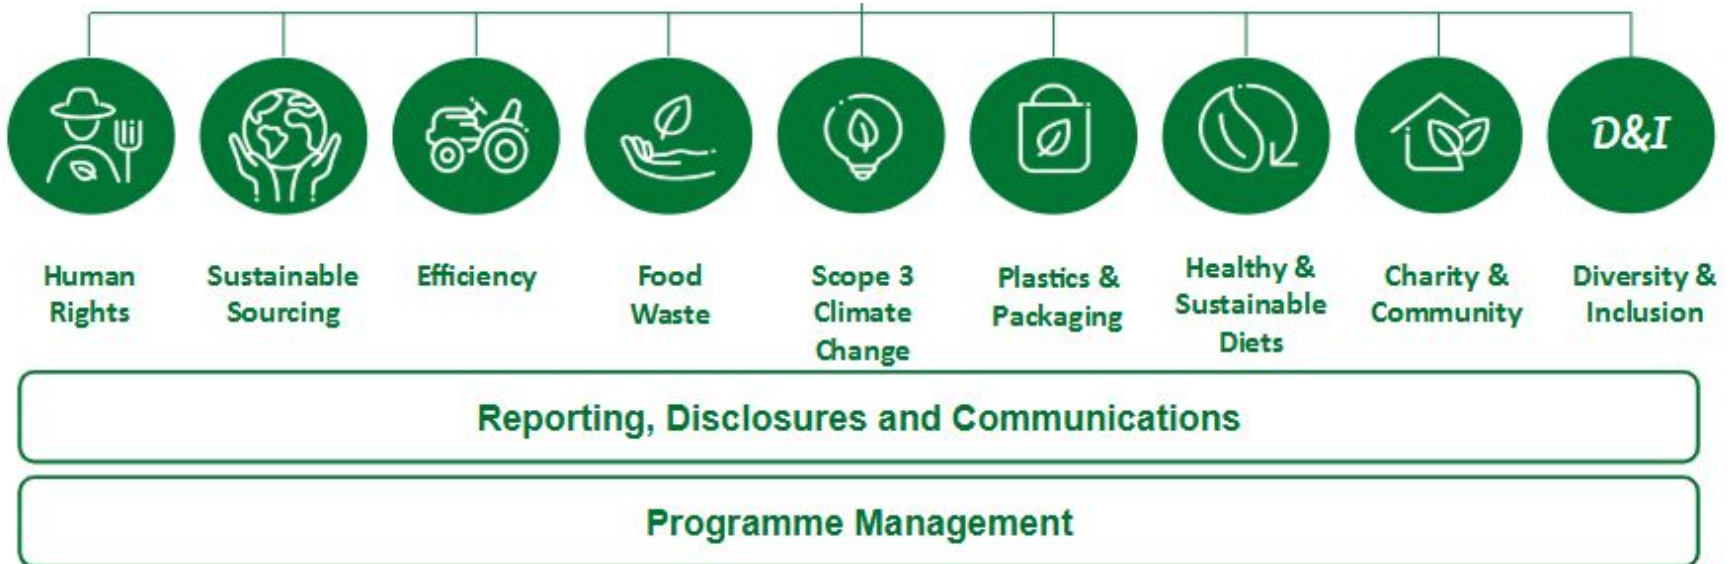 D&I
Human
Rights
Sustainable
Sourcing
Efficiency
Food
Waste
Scope 3
Climate
Change
Plastics &
Packaging
Healthy &
Sustainable
Diets
Charity &
Community
Diversity &
Inclusion
Reporting, Disclosures and Communications
Programme Management